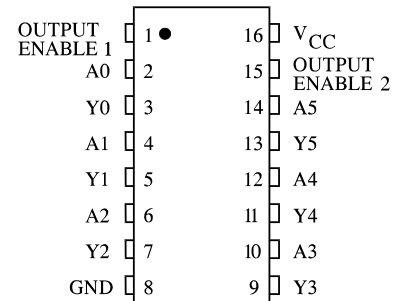 OUTPUT
ENABLE 1
1
16
VCC
A0
2
15
OUTPUT
ENABLE 2
Y0
3
14
A5
A1
4
13
Y5
Y1
5
12
A4
A2
6
11
Y4
Y2
7
10
A3
GND
8
9
Y3